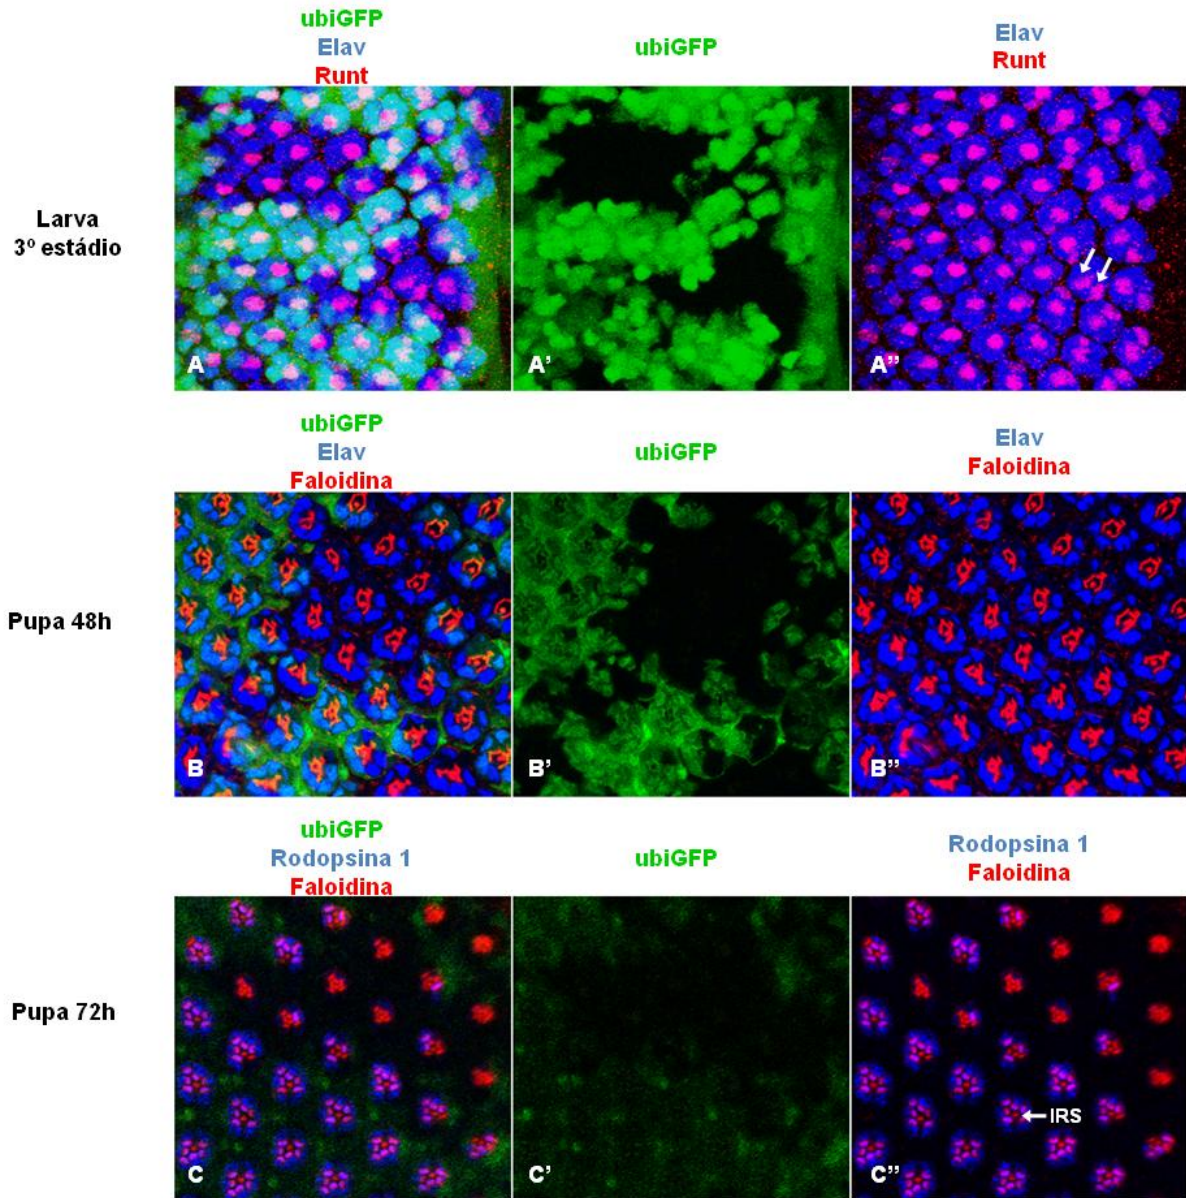 ubiGFP
Elav
Runt
ubiGFP
Elav
Runt
Larva
3º estádio
A
A’
A’’
ubiGFP
Elav
Faloidina
ubiGFP
Elav
Faloidina
Pupa 48h
B
B’
B’’
ubiGFP
Rodopsina 1
Faloidina
ubiGFP
Rodopsina 1
Faloidina
Pupa 72h
IRS
C
C’
C’’